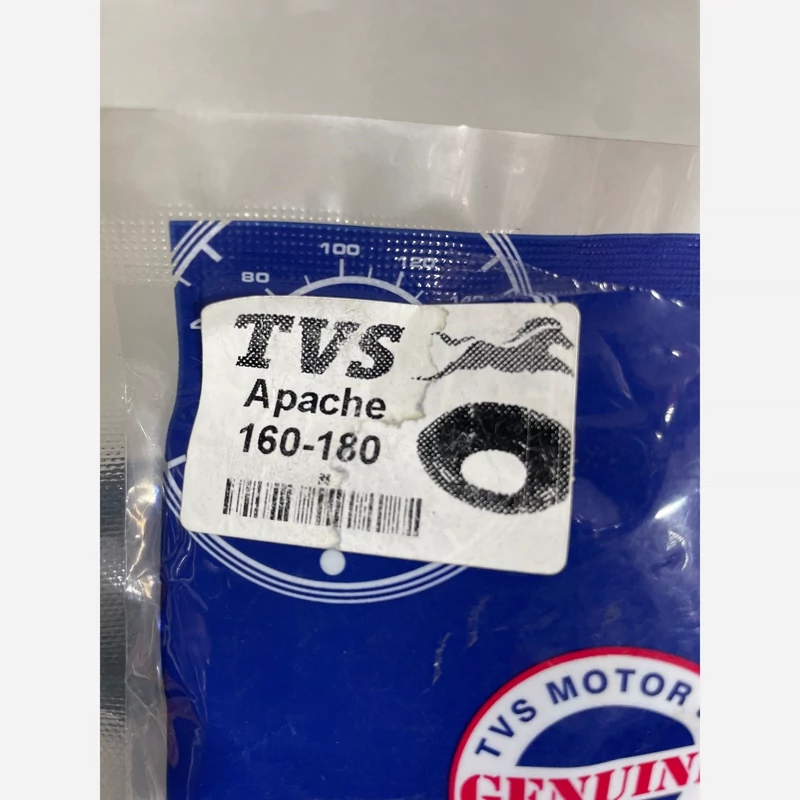 100
80
120
TVS
Apache
160-180
TVS MOTOR
GENUIN